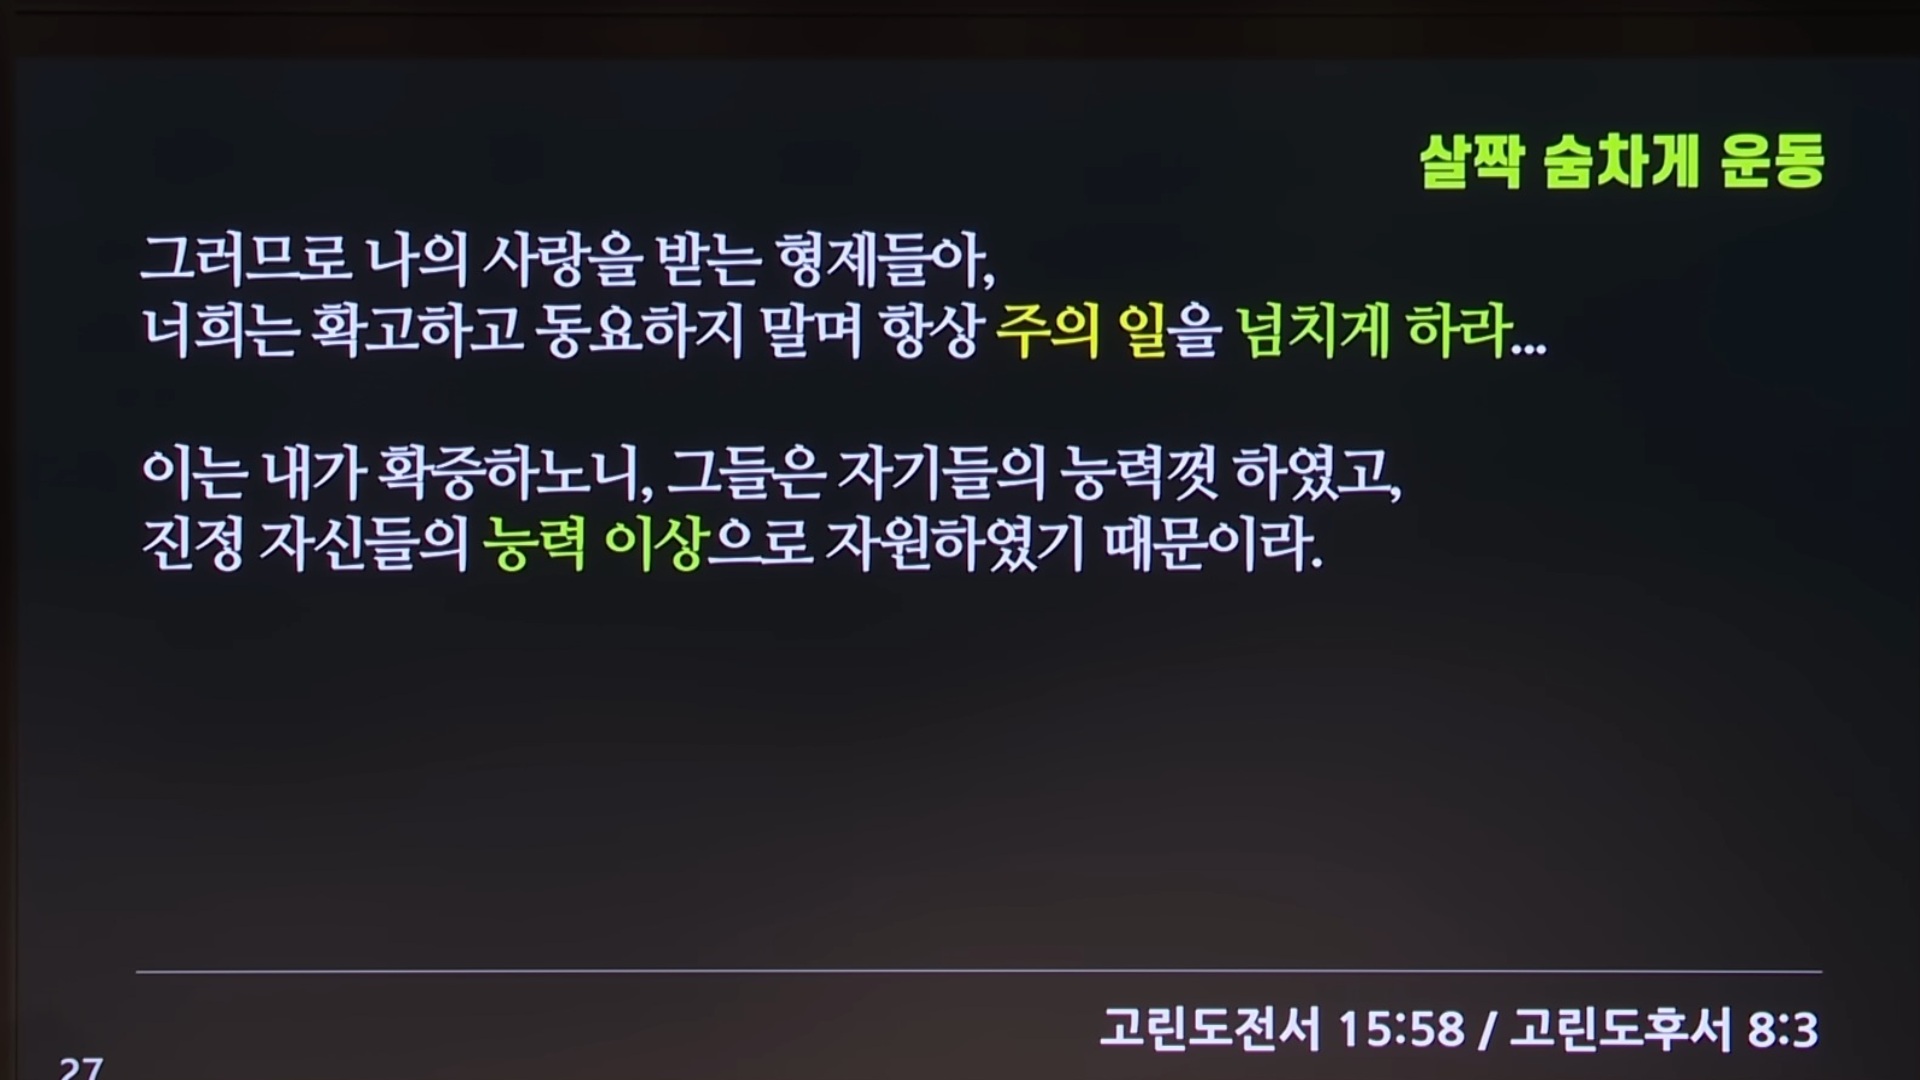 살짝 숨차게 운동
그러므로 나의 사랑을 받는 형제들아,
너희는 확고하고 동요하지 말며 항상 주의 일을 넘치게 하라...
이는 내가 확증하노니, 그들은 자기들의 능력껏 하였고,
진정 자신들의 능력 이상으로 자원하였기 때문이라.
고린도전서 15:58 / 고린도후서 8:3
27